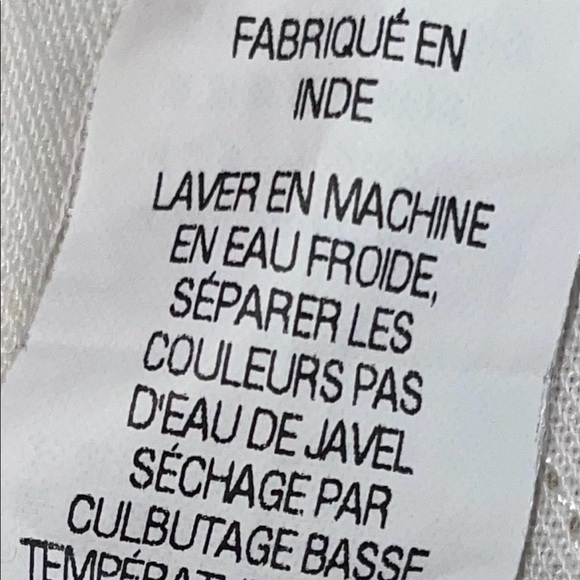 FABRIQUÉ EN
INDE
LAVER EN MACHINE
EN EAU FROIDE,
SÉPARER LES
COULEURS PAS
D'EAU DE JAVEL
SÉCHAGE PAR
CULBUTAGE BASSE